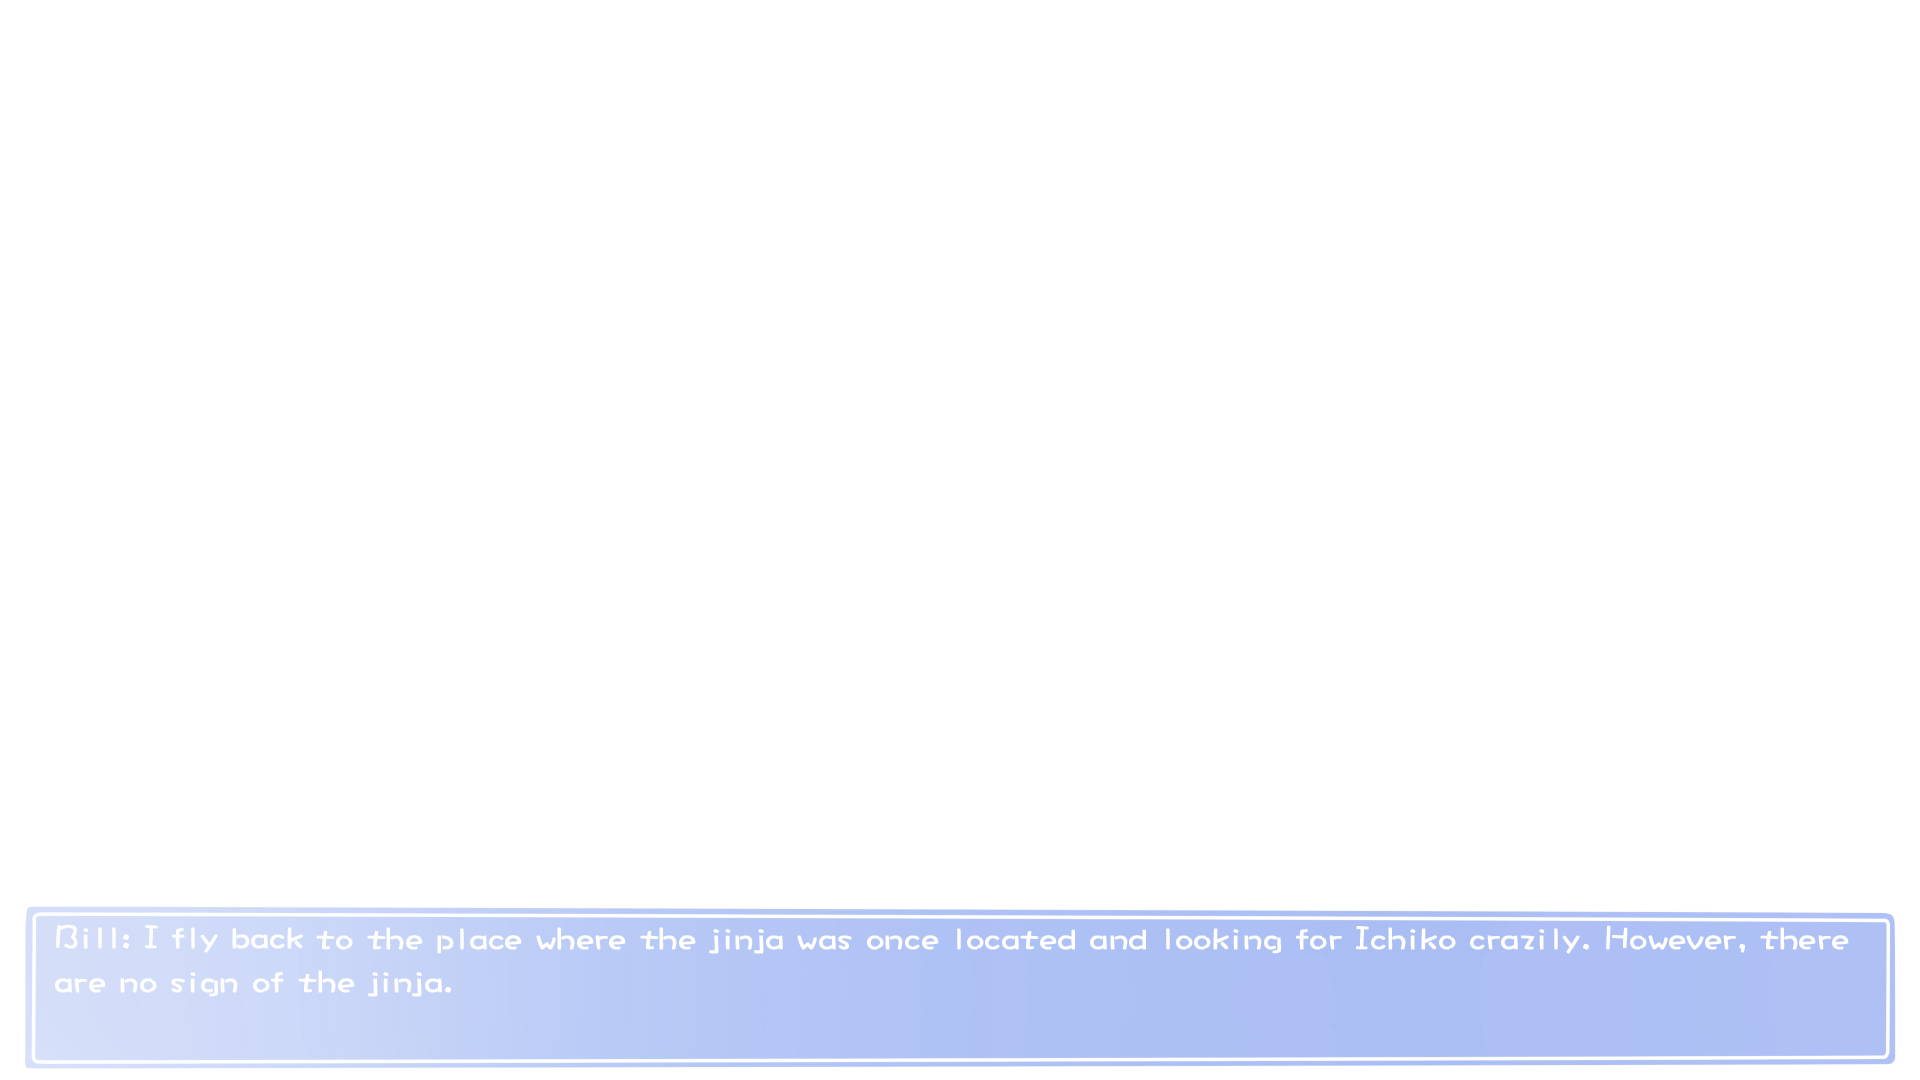 Bill: I fly back to the place where the jinja was once located and looking for Ichiko crazily. However, there
are no sign of the jinja.